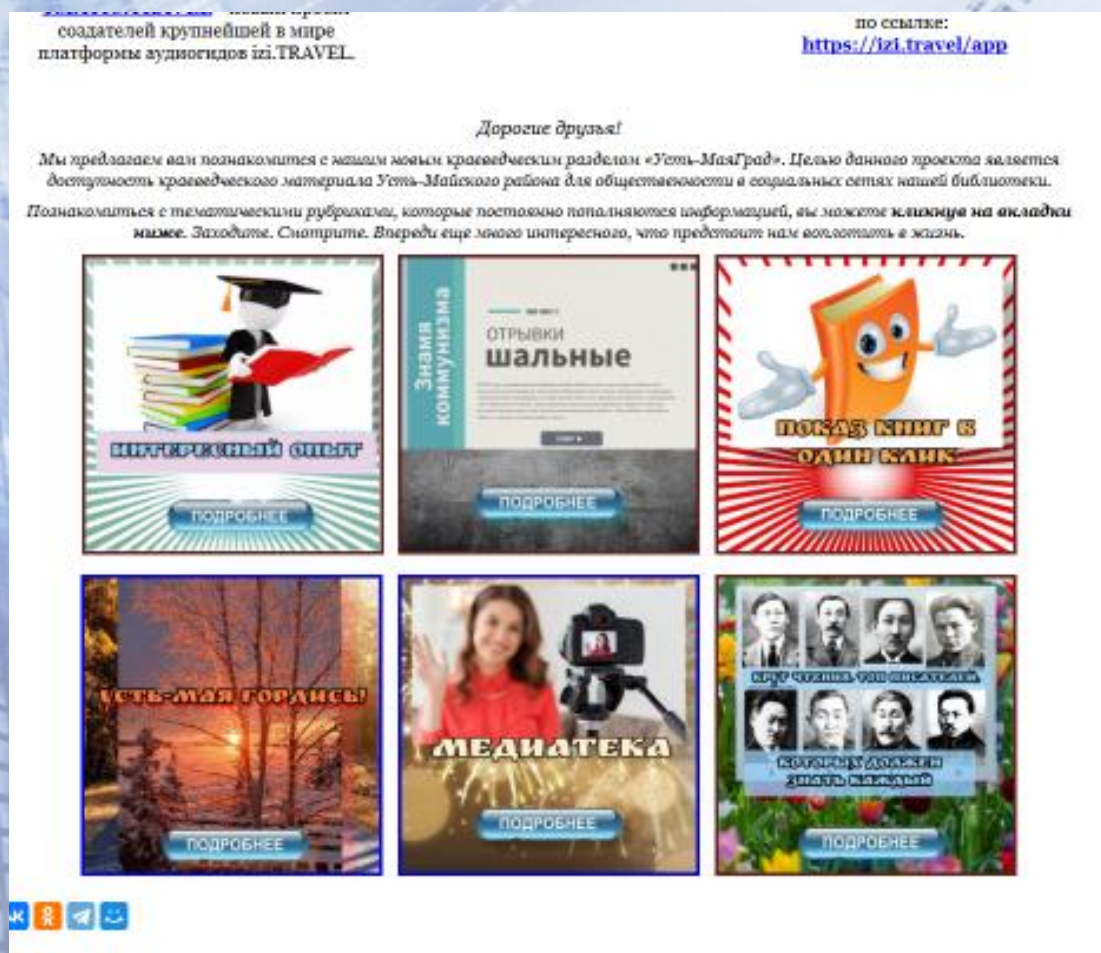 создателей крупнейшей в мире
платформы аудиогидов izi.TRAVEL.
по ссылке:
https://izi.travel/app
Дорогие друзья!
Мы предлагаем вам познакомится с нашим новым краеведческим разделом «Усть-МаяГрад». Целью данного проекта является
доступность краеведческого материала Усть-Майского района для общественности в социальных сетях нашей библиотеки.
Познакомиться с тематическими рубриками, которые постоянно пополняются информацией, вы можете кликнув на вкладки
ниже. Заходите. Смотрите. Впереди еще много интересного, что предстоит нам воплотить в жизнь.
ИНТЕРЕСНЫЙ ОПЫТ
ПОДРОБНЕЕ
Знамя
коммунизма
ОТРЫВКИ
шальные
ПОДРОБНЕЕ
ПОКАЗ КНИГ В
ОДИН КЛИК
ПОДРОБНЕЕ
УСТЬ-МАЯ ГОРДИСЬ!
ПОДРОБНЕЕ
МЕДИАТЕКА
ПОДРОБНЕЕ
КРУГ ЧТЕНИЯ. ТОП ПИСАТЕЛЕЙ,
КОТОРЫХ ДОЛЖЕН
ЗНАТЬ КАЖДЫЙ
ПОДРОБНЕЕ